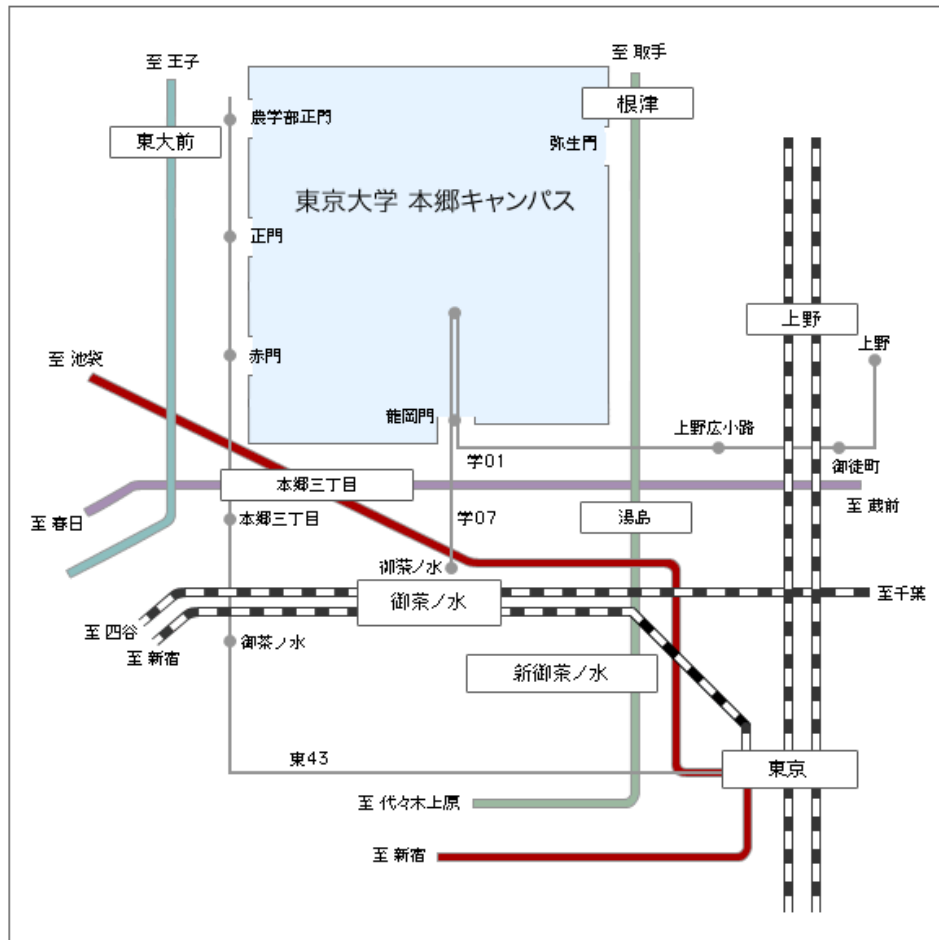 至 王子
至 取手
根津
農学部正門
東大前
弥生門
東京大学 本郷キャンパス
正門
上野
上野
至 池袋
赤門
龍岡門
上野広小路
学01
御徒町
本郷三丁目
至 蔵前
至 春日
本郷三丁目
学07
湯島
御茶ノ水
御茶ノ水
至千葉
至 四谷
至 新宿
御茶ノ水
新御茶ノ水
東43
東京
至 代々木上原
至 新宿